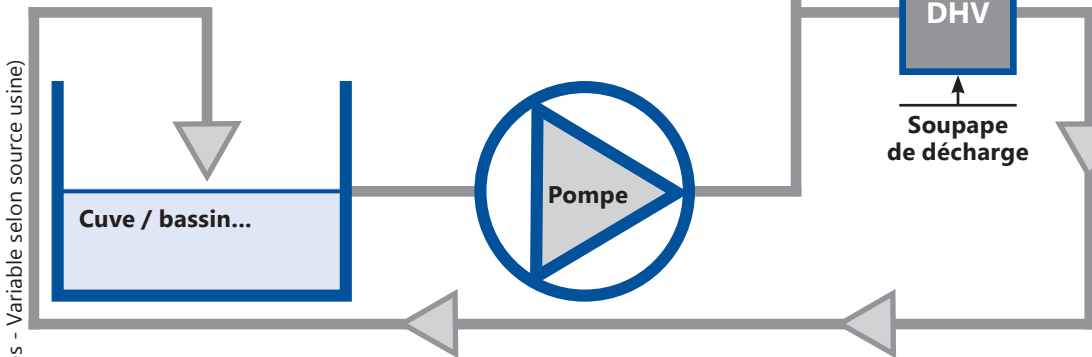 DHV
Soupape
de décharge
Pompe
Cuve / bassin...
- Variable selon source usine)